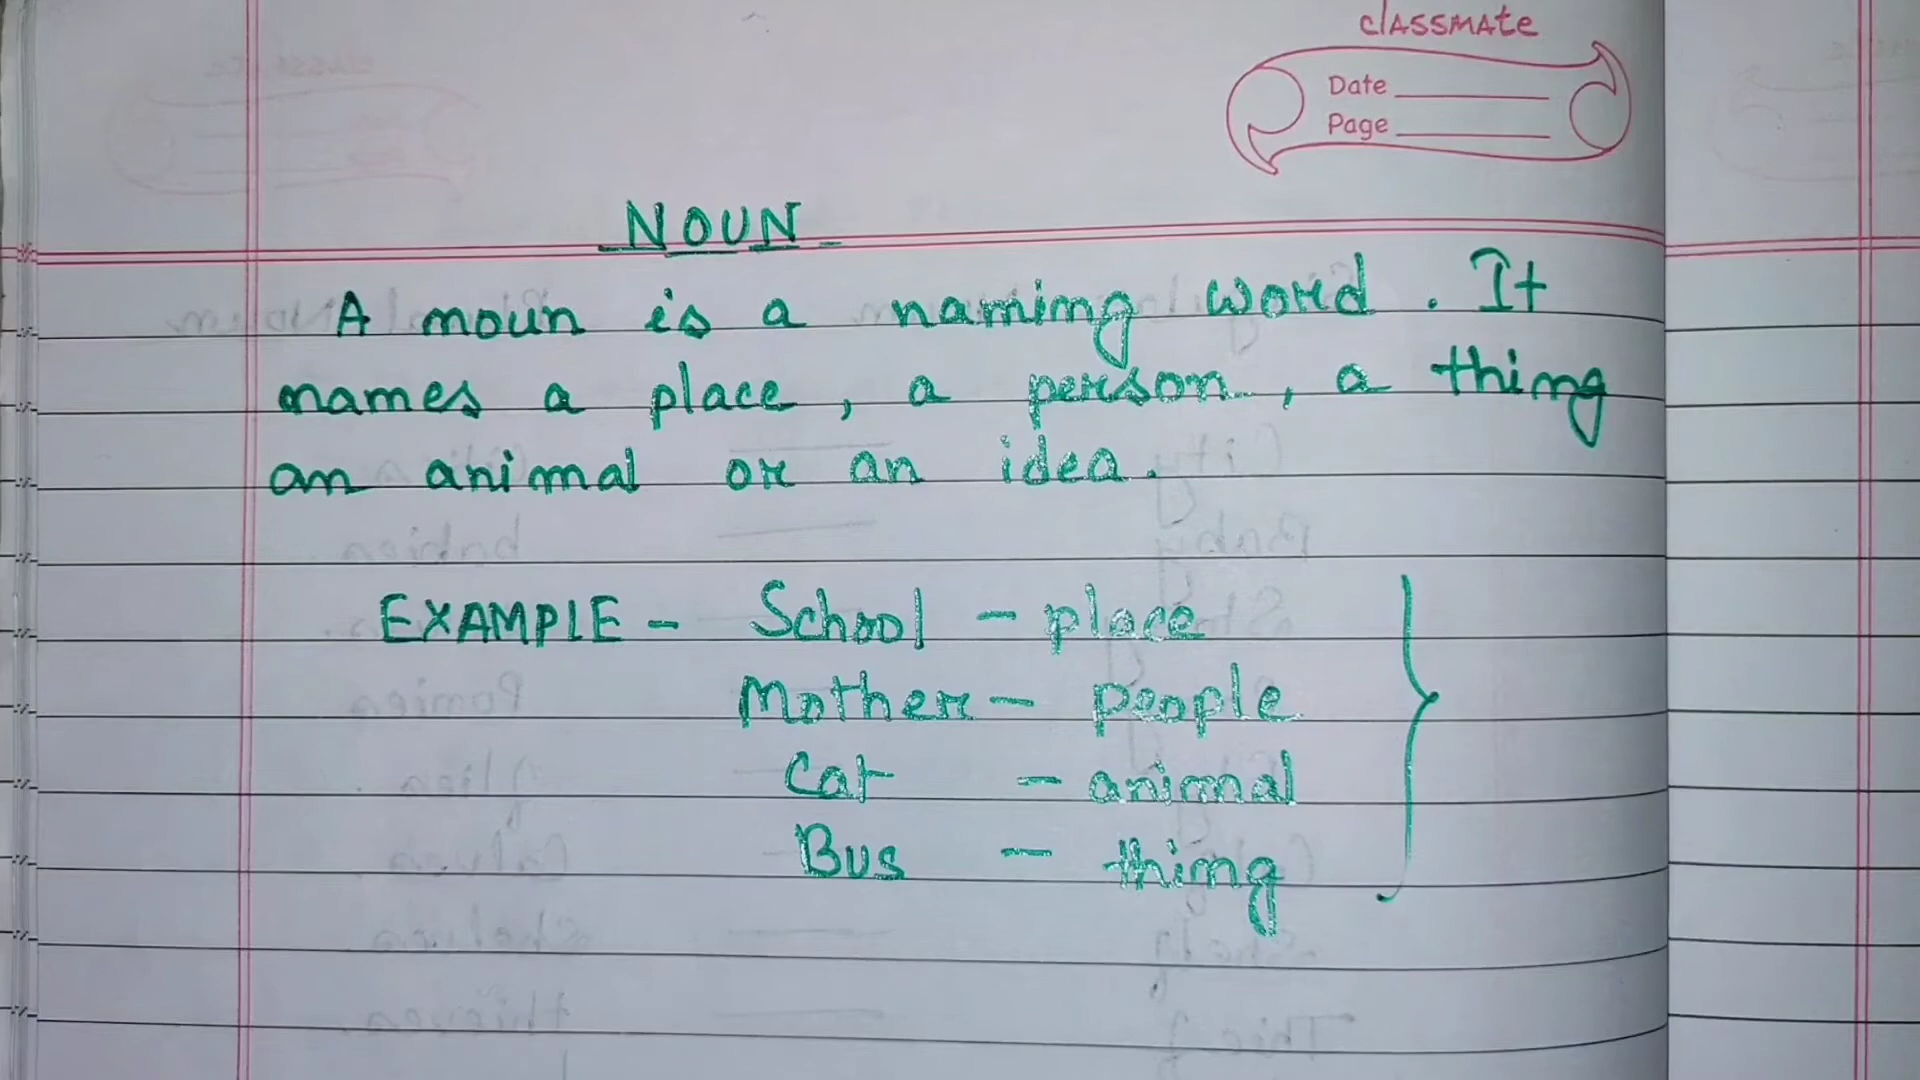 classmate
Date
Page
NOUN
A noun is a naming word. It
names a place, a person, a thing
an animal or an idea.
EXAMPLE - School - place
Mother - people
Cat - animal
Bus - thing